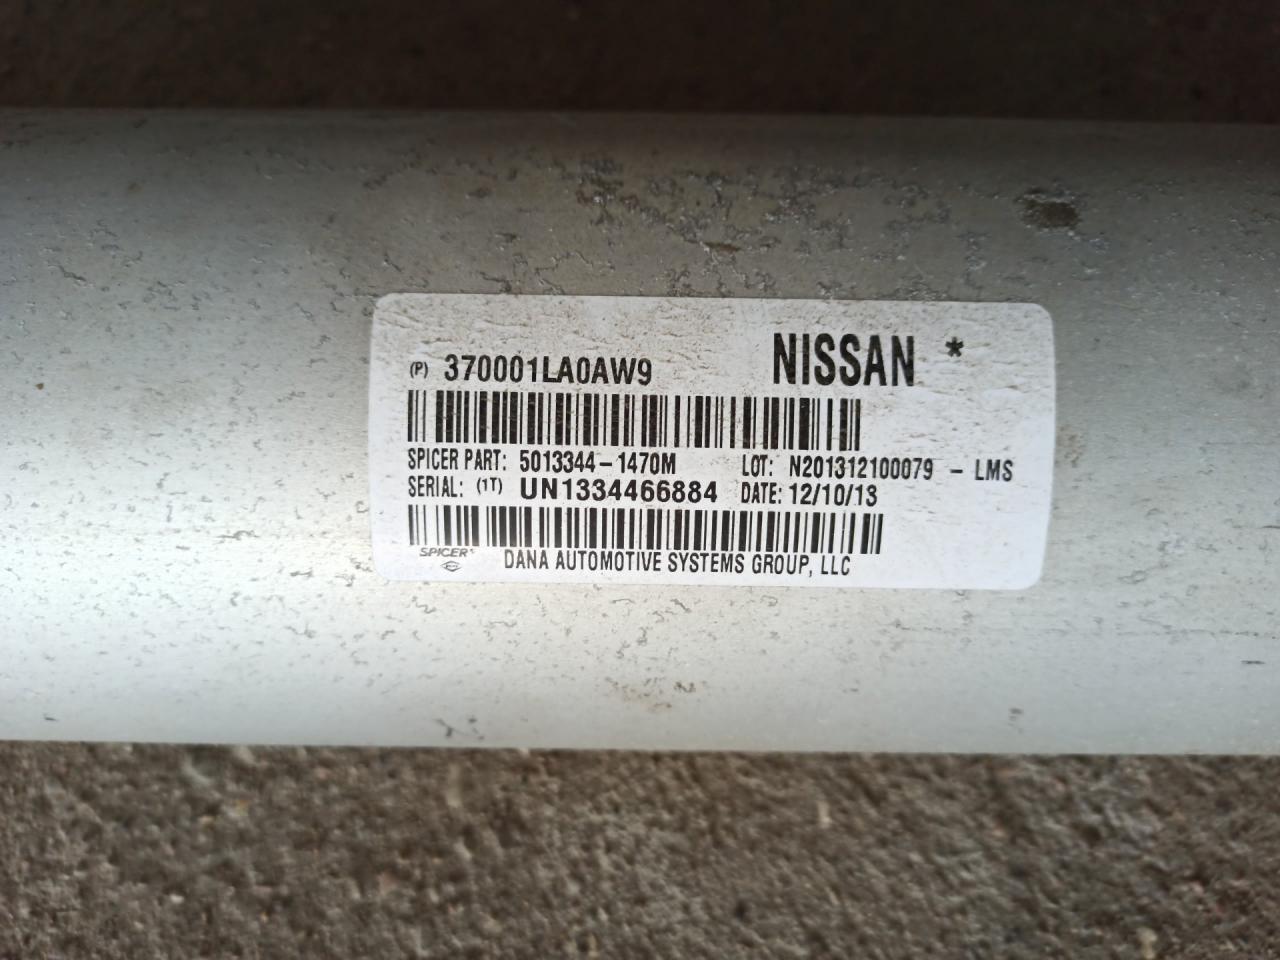 (P) 370001LA0AW9 NISSAN *
SPICER PART: 5013344-1470M LOT: N201312100079 - LMS
SERIAL: (1T) UN1334466884 DATE: 12/10/13
SPICER
DANA AUTOMOTIVE SYSTEMS GROUP, LLC